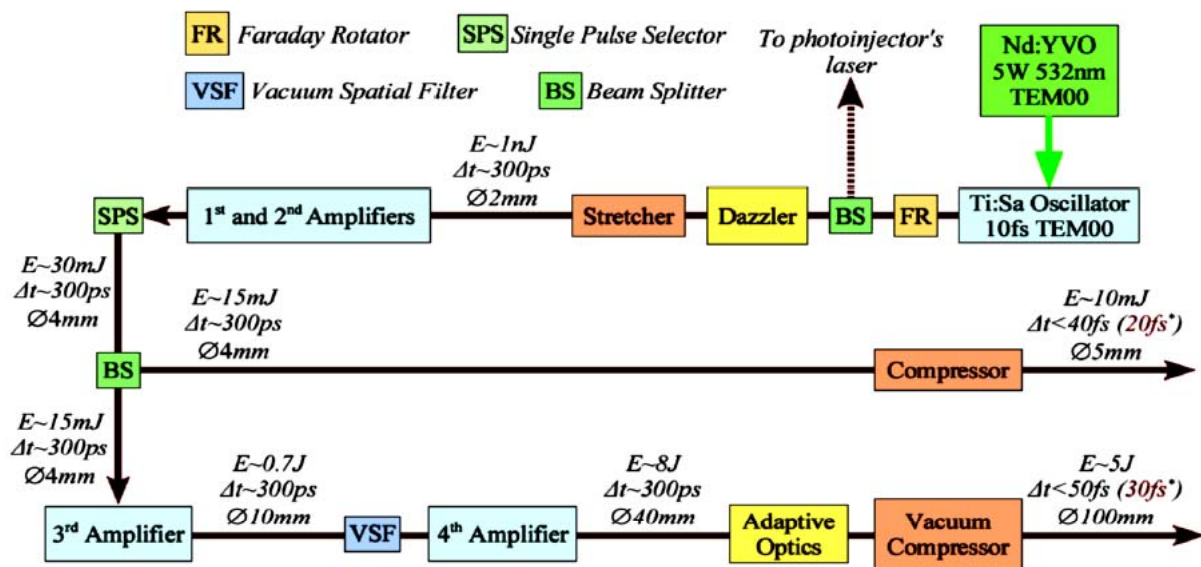 FR Faraday Rotator
SPS Single Pulse Selector
VSF Vacuum Spatial Filter
BS Beam Splitter
To photoinjector's
laser
Nd:YVO
5W 532nm
TEM00
E~1nJ
Δt~300ps
Ø2mm
SPS
1st and 2nd Amplifiers
Stretcher
Dazzler
BS
FR
Ti:Sa Oscillator
10fs TEM00
E~30mJ
Δt~300ps
Ø4mm
E~15mJ
Δt~300ps
Ø4mm
E~10mJ
Δt<40fs (20fs*)
Ø5mm
BS
Compressor
E~15mJ
Δt~300ps
Ø4mm
E~0.7J
Δt~300ps
Ø10mm
E~8J
Δt~300ps
Ø40mm
E~5J
Δt<50fs (30fs*)
Ø100mm
3rd Amplifier
VSF
4th Amplifier
Adaptive
Optics
Vacuum
Compressor